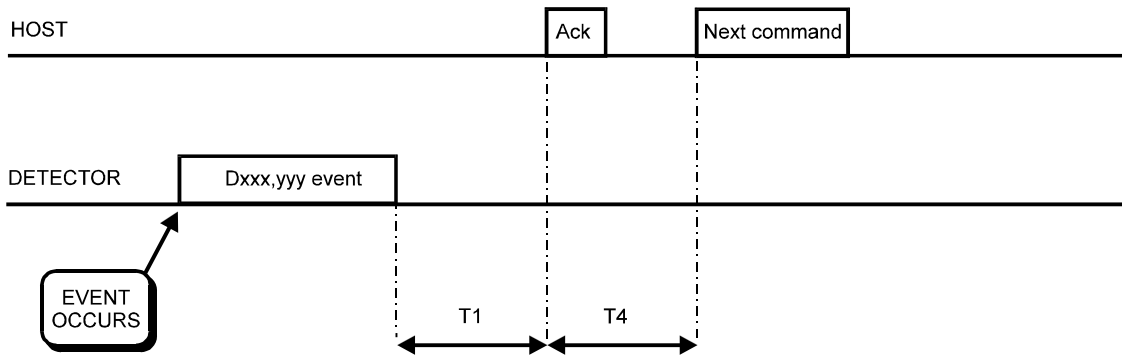 HOST
Ack
Next command
DETECTOR
Dxxx,yyy event
EVENT
OCCURS
T1
T4